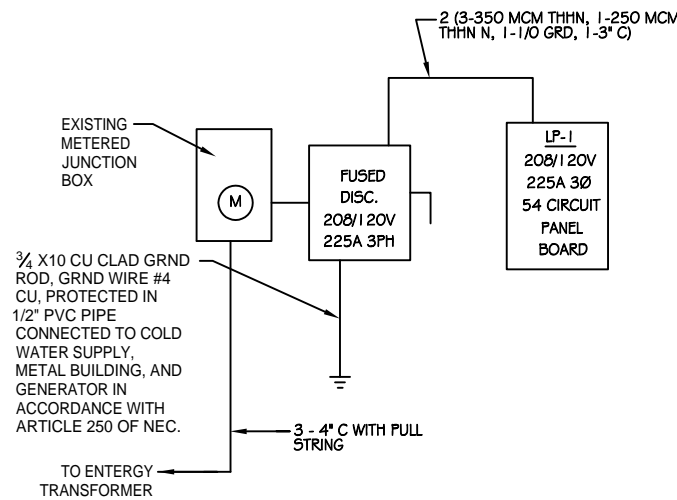 2 (3-350 MCM THHN, 1-250 MCM
THHN N, 1-1/0 GRD, 1-3" C)
EXISTING
METERED
JUNCTION
BOX
M
FUSED
DISC.
208/120V
225A 3PH
LP-1
208/120V
225A 3Ø
54 CIRCUIT
PANEL
BOARD
3/4 X10 CU CLAD GRND
ROD, GRND WIRE #4
CU, PROTECTED IN
1/2" PVC PIPE
CONNECTED TO COLD
WATER SUPPLY,
METAL BUILDING, AND
GENERATOR IN
ACCORDANCE WITH
ARTICLE 250 OF NEC.
3 - 4" C WITH PULL
STRING
TO ENTERGY
TRANSFORMER